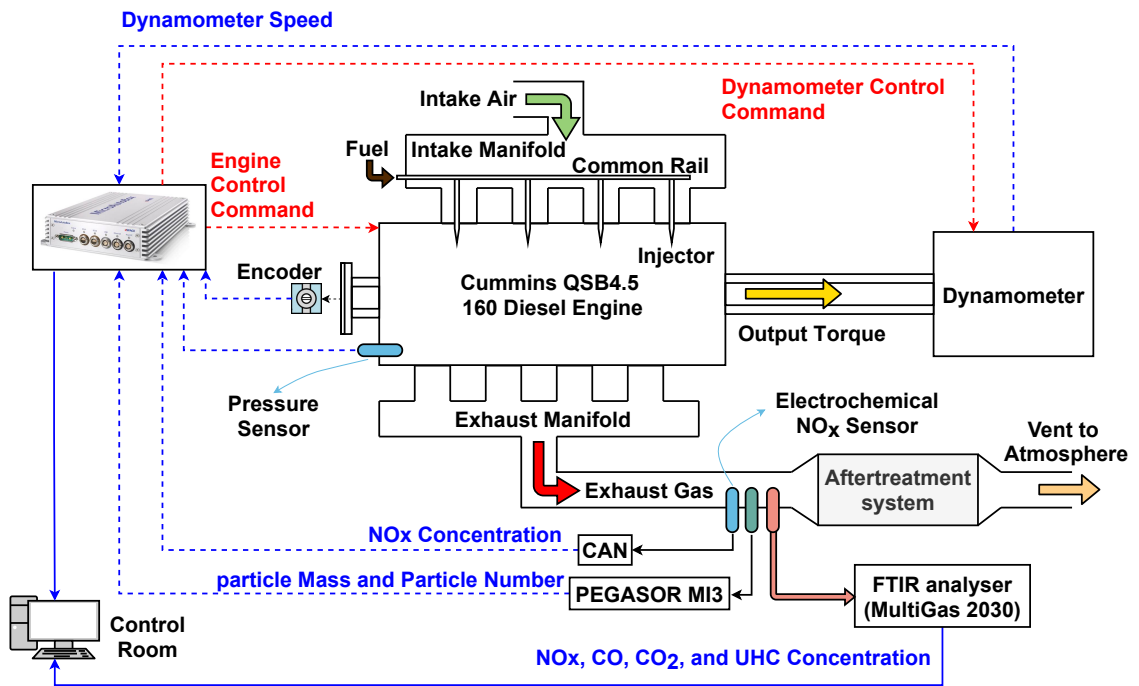 Dynamometer Speed
Intake Air
Dynamometer Control
Command
Fuel
Intake Manifold
Common Rail
Engine
Control
Command
Injector
Encoder
Cummins QSB4.5
160 Diesel Engine
Dynamometer
Output Torque
Pressure
Sensor
Exhaust Manifold
Electrochemical
NOx Sensor
Vent to
Atmosphere
Exhaust Gas
Aftertreatment
system
NOx Concentration
CAN
particle Mass and Particle Number
PEGASOR MI3
FTIR analyser
(MultiGas 2030)
Control
Room
NOx, CO, CO2, and UHC Concentration